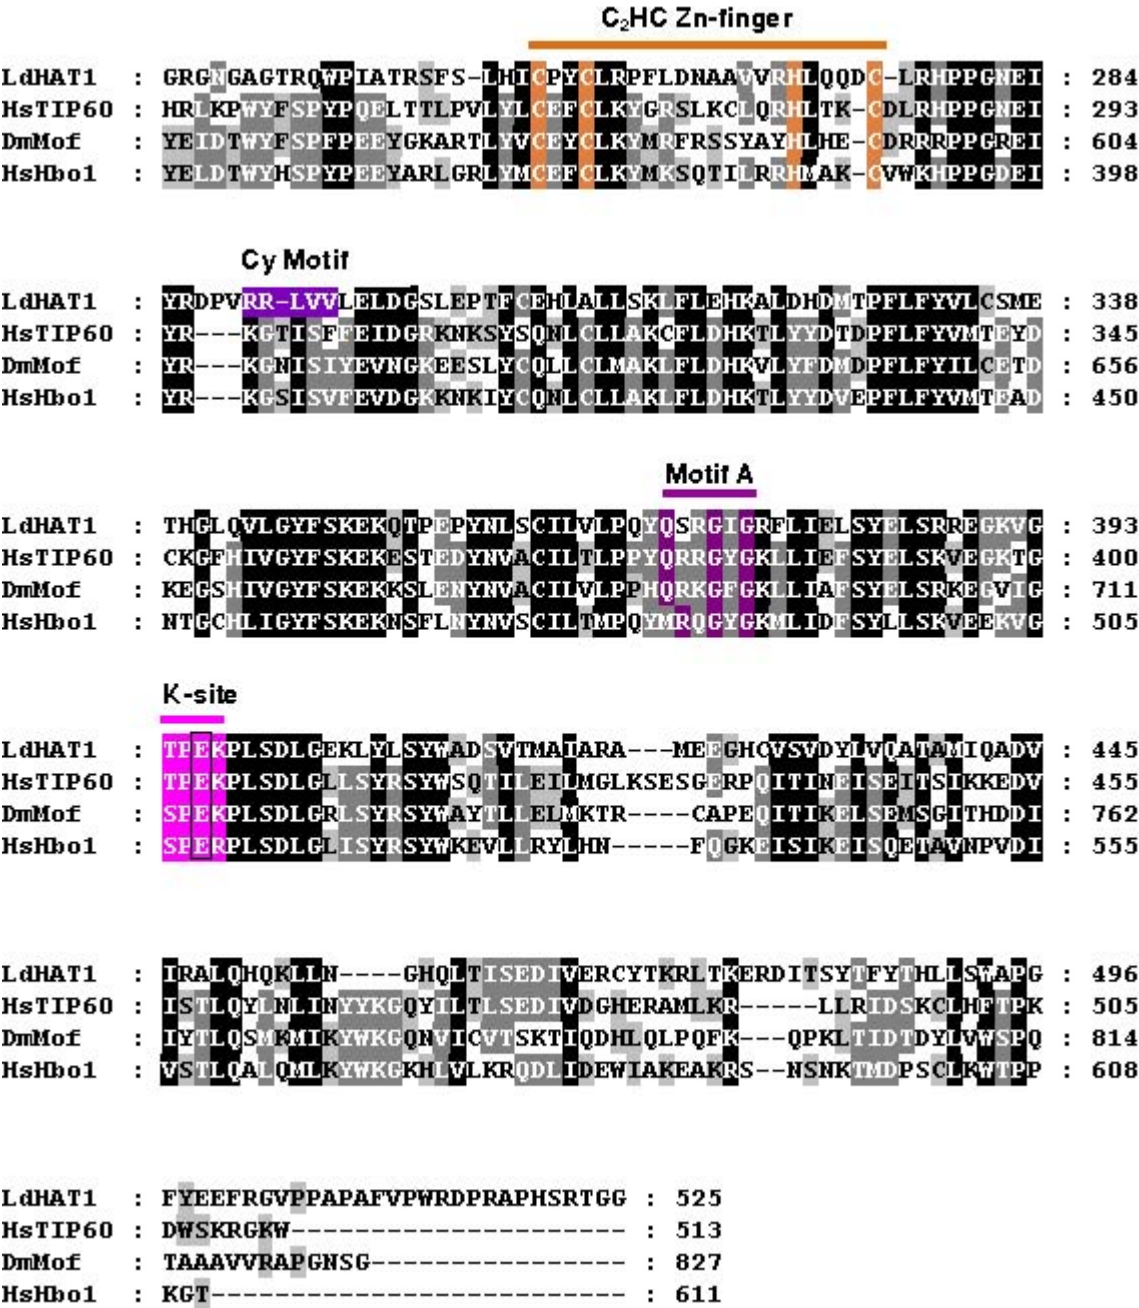 C₂HC Zn-finger
LdHAT1 : GRGNGAGTRQWPIATRSFS-LHICPYCLRPFLDNAAVVRHLQQDC-LRHPPGNEI : 284
HsTIP60 : HRLKPWYFSPYPQELTTLPVLYLCEFCLKYGRSLKCLQRHLTK-CDLRHPPGNEI : 293
DmMof : YEIDTWYFSPFPEEYGKARTLYVCEYCLKYMRFRSSYAYHLHE-CDRRRPPGREI : 604
HsHbo1 : YELDTWYHSPYPEEYARLGRLYMCEFCLKYMKSQTILRRHMAK-CVWKHPPGDEI : 398
Cy Motif
LdHAT1 : YRDPVRR-LVVLELDGSLEPTFCEHLALLSKLFLEHKALDHDMTPFLFYVLCSME : 338
HsTIP60 : YR---KGTISFFEIDGRKNKSYSQNLCLLAKCFLDHKTLYYDTDPFLFYVMTEYD : 345
DmMof : YR---KGNISIYEVNGKEESLYCQLLCLMAKLFLDHKVLYFDMDPFLFYILCETD : 656
HsHbo1 : YR---KGSISVFEVDGKKNKIYCQNLCLLAKLFLDHKTLYYDVEPFLFYVMTEAD : 450
Motif A
LdHAT1 : THGLQVLGYFSKEKQTPEPYNLSCILVLPQYQSRGIGRFLIELSYELSRREGKVG : 393
HsTIP60 : CKGFHIVGYFSKEKESTEDYNVACILTLPPYQRRGYGKLLIEFSYELSKVEGKTG : 400
DmMof : KEGSHIVGYFSKEKKSLENYNVACILVLPPHQRKGFGKLLIAFSYELSRKEGVIG : 711
HsHbo1 : NTGCHLIGYFSKEKNSFLNYNVSCILTMPQYMRQGYGKMLIDFSYLLSKVEEKVG : 505
K-site
LdHAT1 : TPEKPLSDLGEKLYLSYWADSVTMAIARA---MEEGHCVSVDYLVQATAMIQADV : 445
HsTIP60 : TPEKPLSDLGLLSYRSYWSQTILEILMGLKSESGERPQITINEISEITSIKKEDV : 455
DmMof : SPEKPLSDLGRLSYRSYWAYTLLELMKTR----CAPEQITIKELSEMSGITHDDI : 762
HsHbo1 : SPERPLSDLGLISYRSYWKEVLLRYLHN-----FQGKEISIKEISQETAVNPVDI : 555
LdHAT1 : IRALQHQKLLN----GHQLTISEDIVERCYTKRLTKERDITSYTFYTHLLSWAPG : 496
HsTIP60 : ISTLQYLNLINYYKGQYILTLSEDIVDGHERAMLKR-----LLRIDSKCLHFTPK : 505
DmMof : IYTLQSMKMIKYWKGQNVICVTSKTIQDHLQLPQFK---QPKLTIDTDYLVWSPQ : 814
HsHbo1 : VSTLQALQMLKYWKGKHLVLKRQDLIDEWIAKEAKRS--NSNKTMDPSCLKWTPP : 608
LdHAT1 : FYEEFRGVPPAPAFVPWRDPRAPHSRTGG : 525
HsTIP60 : DWSKRGKW--------------------- : 513
DmMof : TAAAVVRAPGNSG---------------- : 827
HsHbo1 : KGT-------------------------- : 611